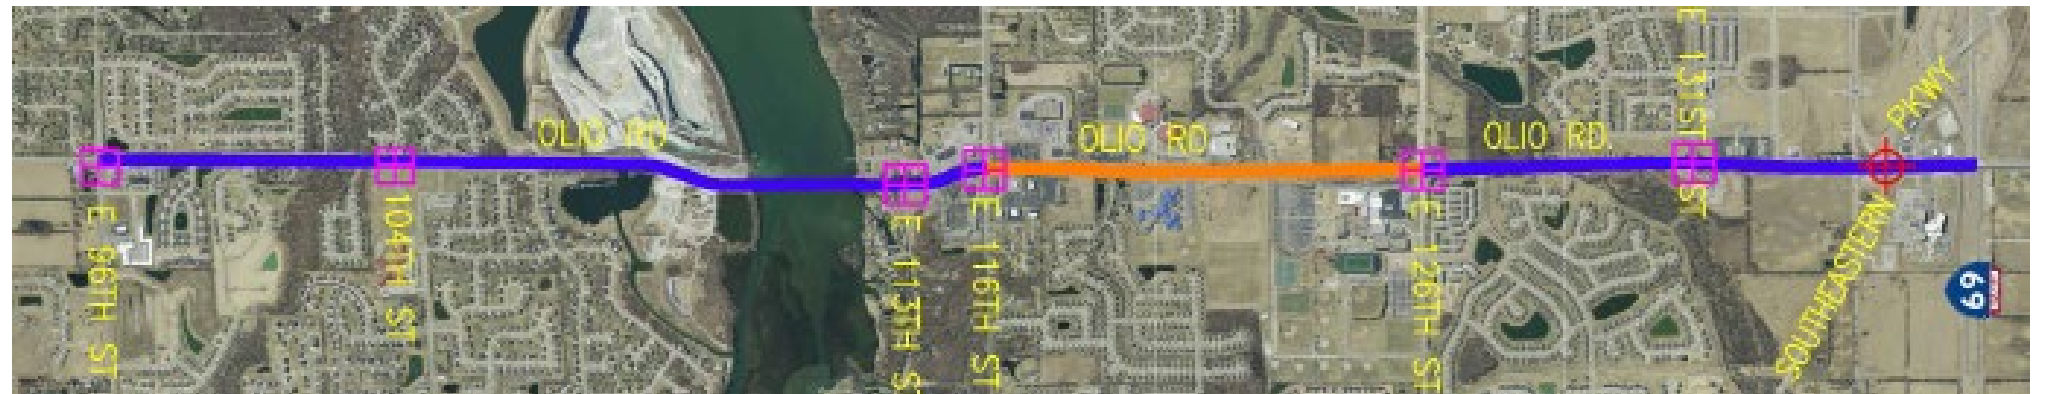 OLIO RD
OLIO RD
OLIO RD.
E 96TH ST
104TH ST
E 113TH S
E 116TH ST
E 126TH ST
E 131ST ST
SOUTHEASTERN PKWY
69